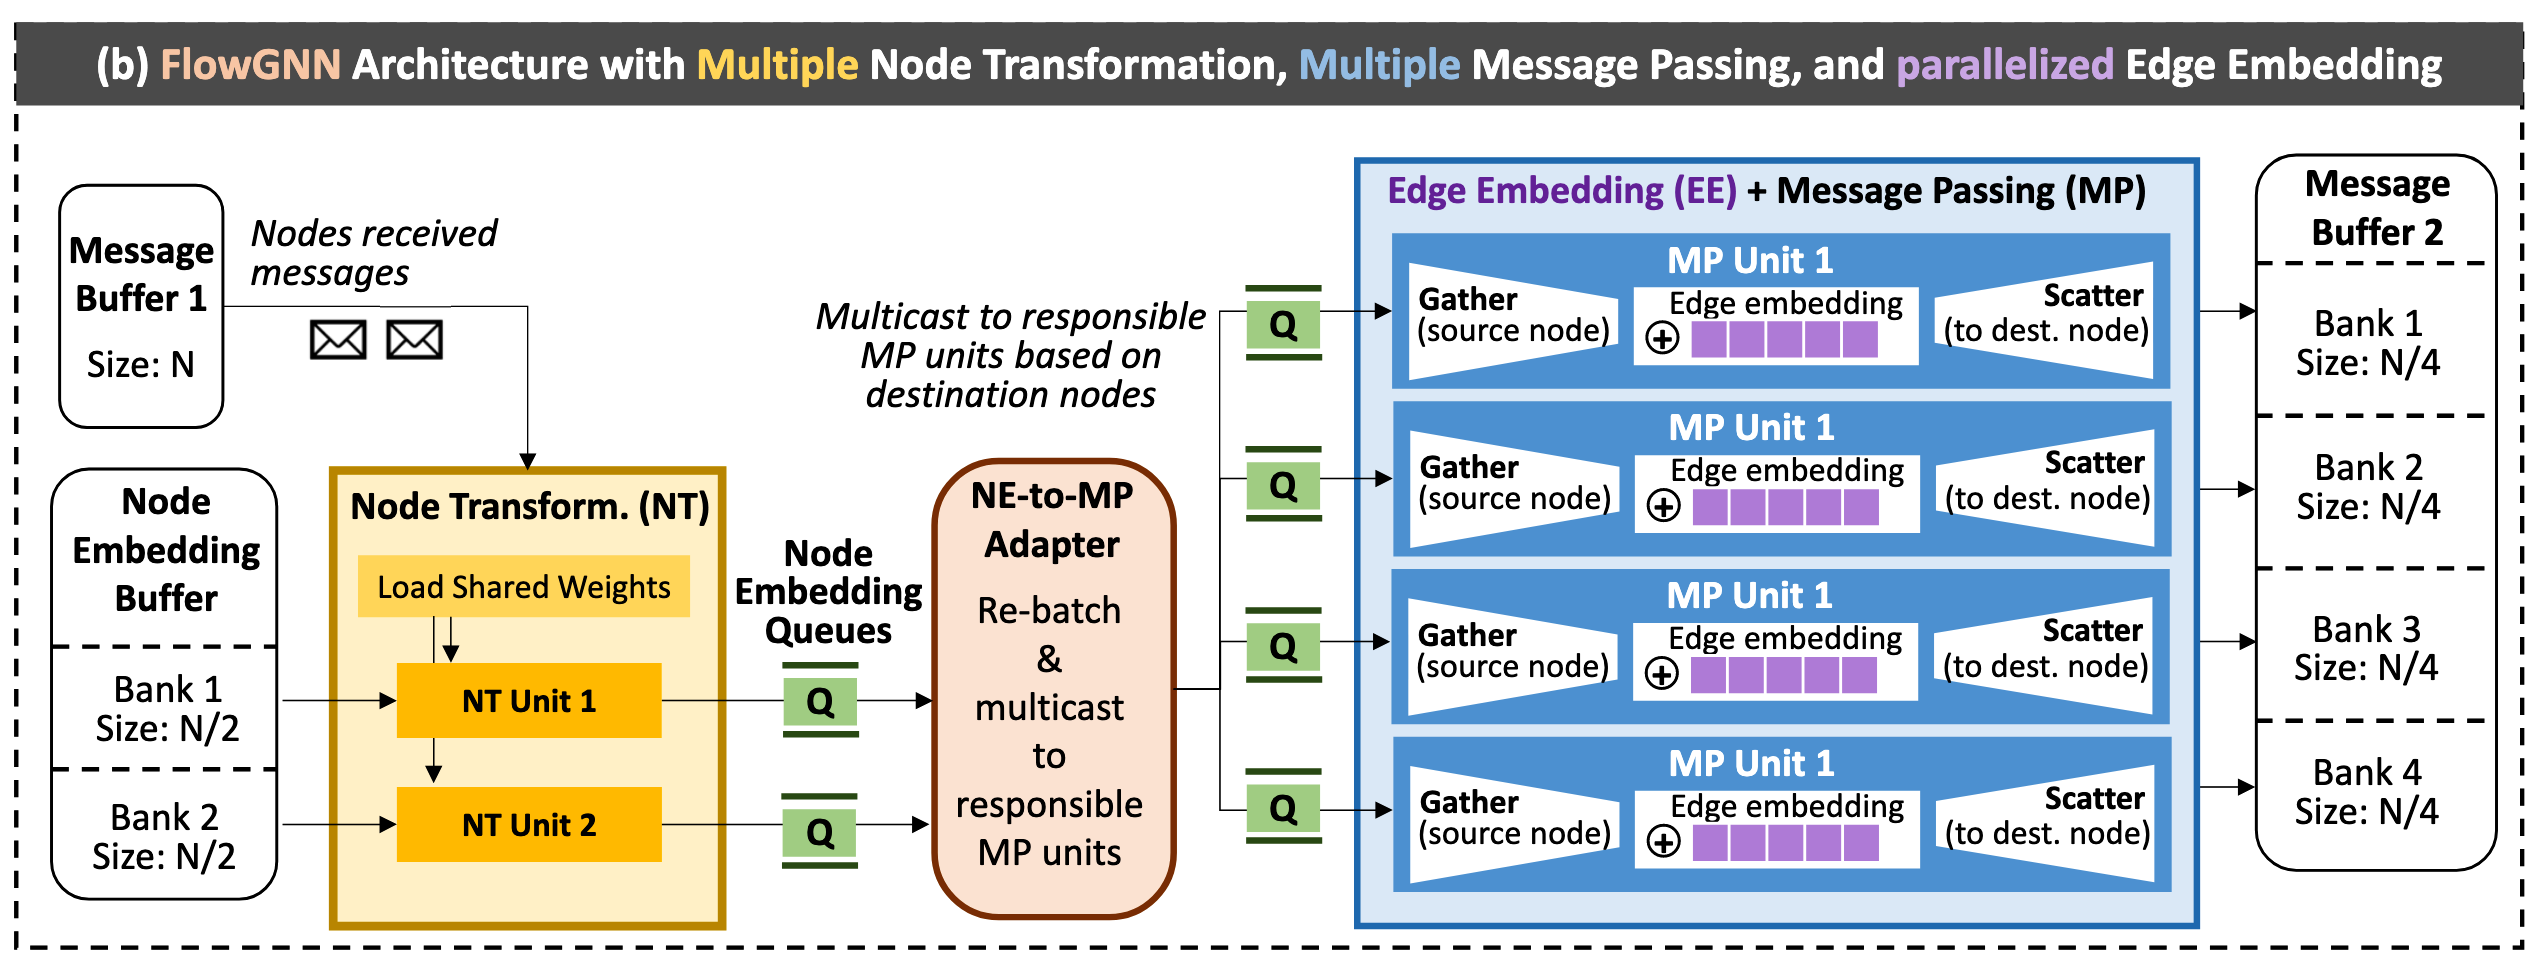 (b) FlowGNN Architecture with Multiple Node Transformation, Multiple Message Passing, and parallelized Edge Embedding
Message
Buffer 1
Size: N
Nodes received
messages
Node
Embedding
Buffer
Bank 1
Size: N/2
Bank 2
Size: N/2
Node Transform. (NT)
Load Shared Weights
NT Unit 1
NT Unit 2
Node
Embedding
Queues
Q
Q
NE-to-MP
Adapter
Re-batch
&
multicast
to
responsible
MP units
Multicast to responsible
MP units based on
destination nodes
Q
Q
Q
Q
Edge Embedding (EE) + Message Passing (MP)
MP Unit 1
Gather
(source node)
Edge embedding
Scatter
(to dest. node)
MP Unit 1
Gather
(source node)
Edge embedding
Scatter
(to dest. node)
MP Unit 1
Gather
(source node)
Edge embedding
Scatter
(to dest. node)
MP Unit 1
Gather
(source node)
Edge embedding
Scatter
(to dest. node)
Message
Buffer 2
Bank 1
Size: N/4
Bank 2
Size: N/4
Bank 3
Size: N/4
Bank 4
Size: N/4